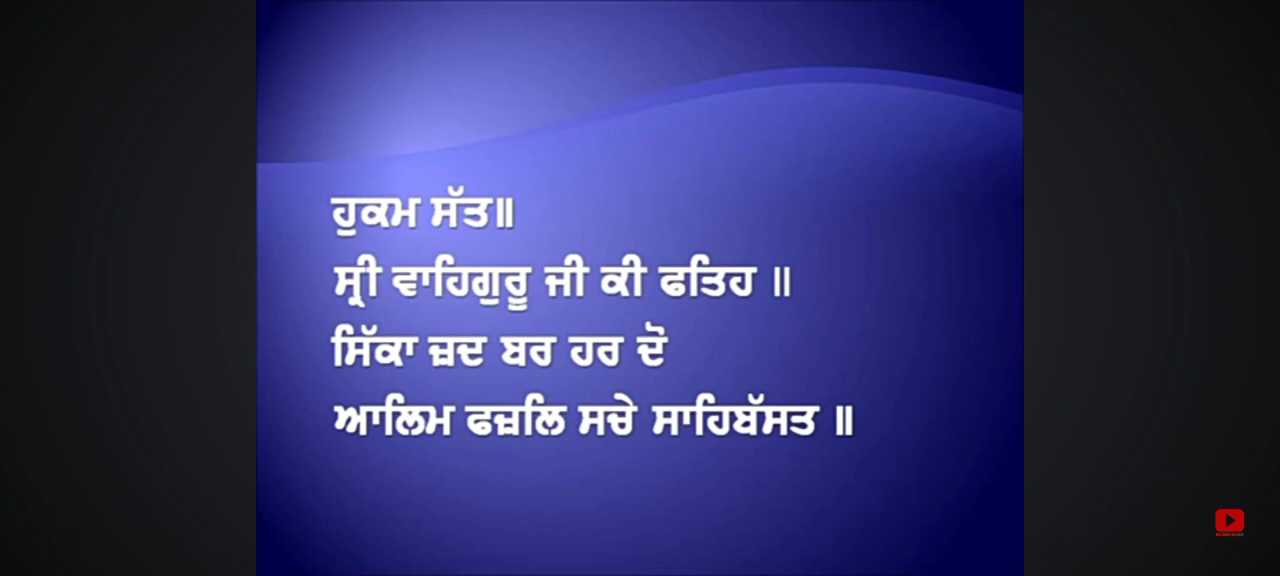 ਹੁਕਮ ਸੱਤ॥
ਸ੍ਰੀ ਵਾਹਿਗੁਰੂ ਜੀ ਕੀ ਫਤਿਹ ॥
ਸਿੱਕਾ ਜ਼ਦ ਬਰ ਹਰ ਦੋ
ਆਲਿਮ ਫਜ਼ਲਿ ਸਚੇ ਸਾਹਿਬੱਸਤ ॥